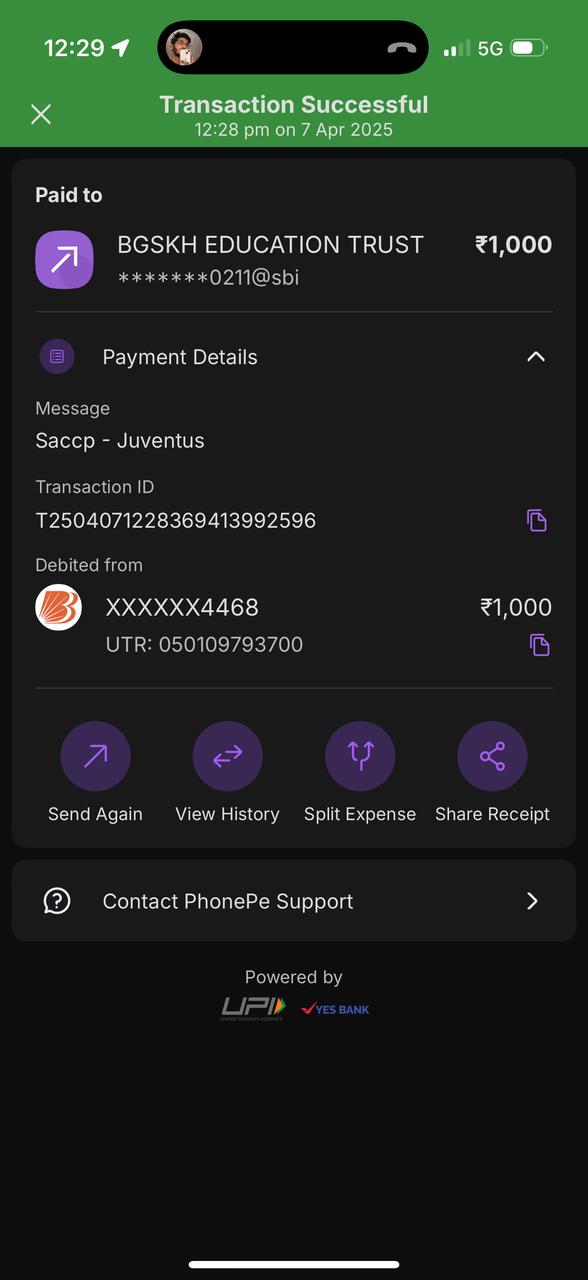 12:29
5G
Transaction Successful
12:28 pm on 7 Apr 2025
Paid to
BGSKH EDUCATION TRUST ₹1,000
*******0211@sbi
Payment Details
Message
Saccp - Juventus
Transaction ID
T2504071228369413992596
Debited from
XXXXXX4468 ₹1,000
UTR: 050109793700
Send Again View History Split Expense Share Receipt
Contact PhonePe Support
Powered by
UPI YES BANK
UNIFIED PAYMENTS INTERFACE